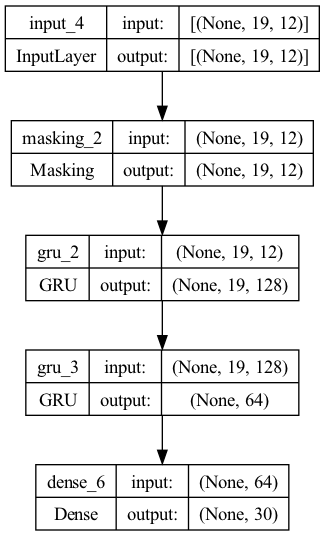 input_4 input: [(None, 19, 12)]
InputLayer output: [(None, 19, 12)]
masking_2 input: (None, 19, 12)
Masking output: (None, 19, 12)
gru_2 input: (None, 19, 12)
GRU output: (None, 19, 128)
gru_3 input: (None, 19, 128)
GRU output: (None, 64)
dense_6 input: (None, 64)
Dense output: (None, 30)